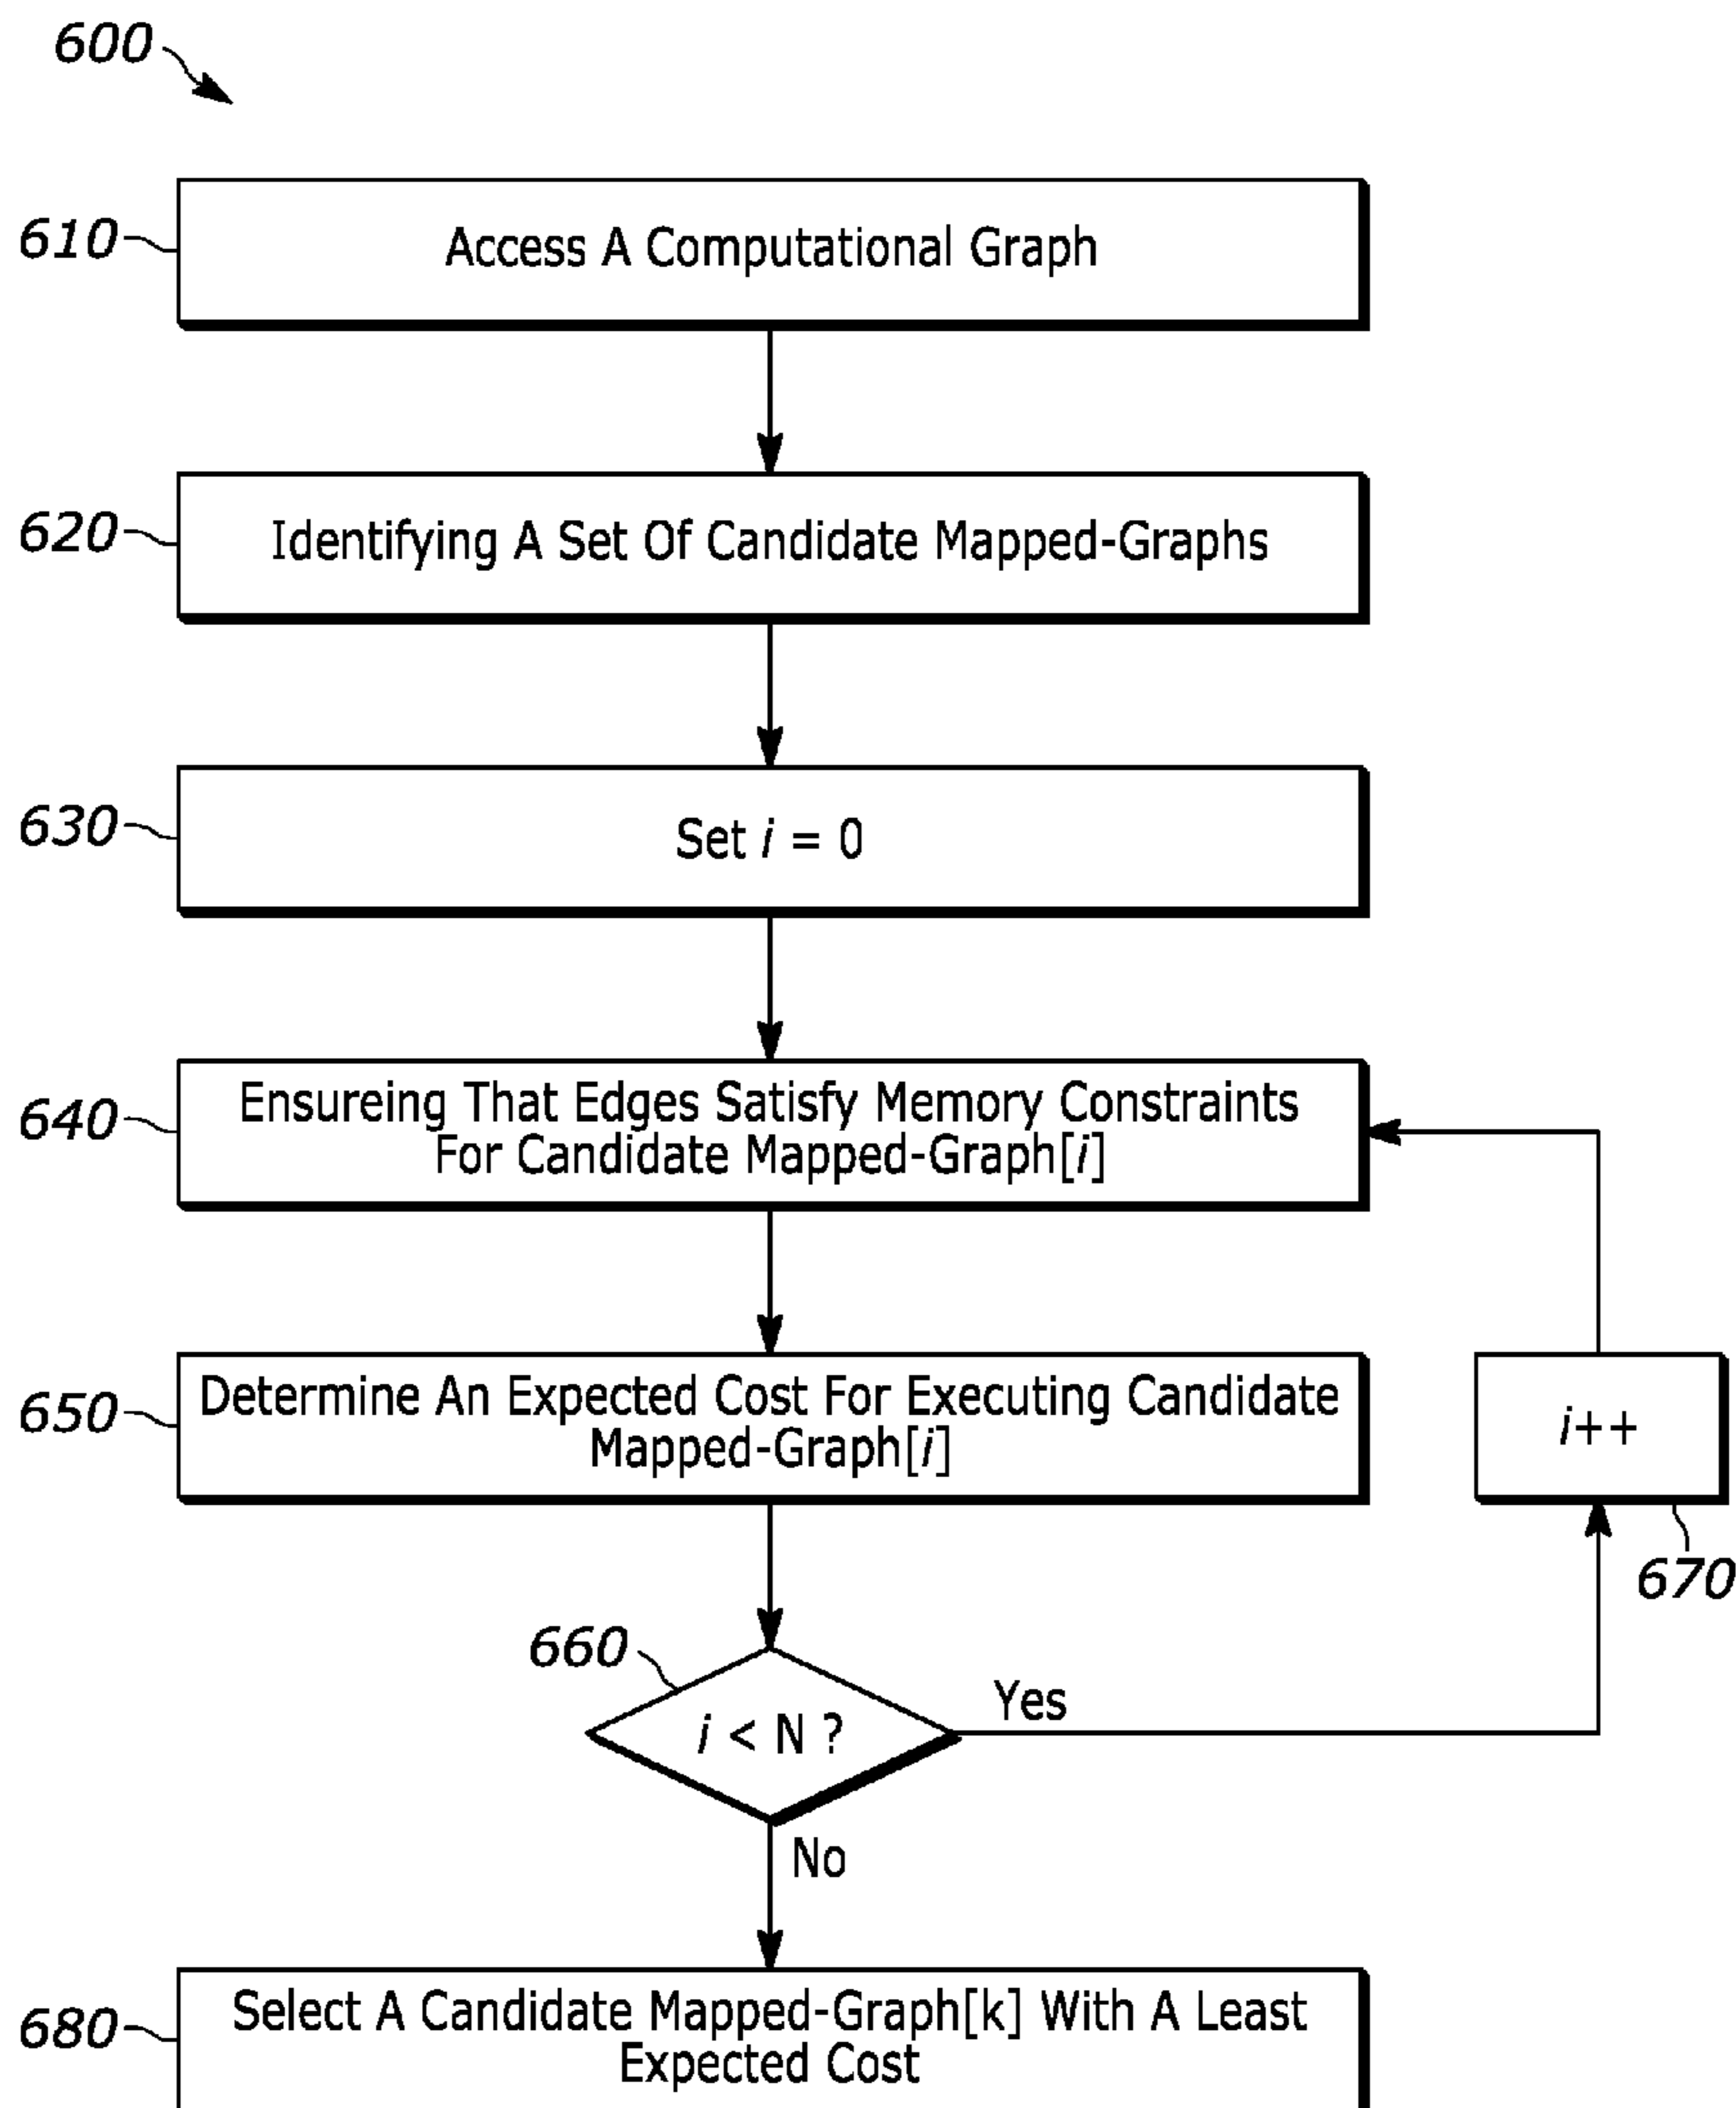 600
610
Access A Computational Graph
620
Identifying A Set Of Candidate Mapped-Graphs
630
Set i = 0
640
Ensureing That Edges Satisfy Memory Constraints
For Candidate Mapped-Graph[i]
650
Determine An Expected Cost For Executing Candidate
Mapped-Graph[i]
i++
670
660
i < N ?
Yes
No
680
Select A Candidate Mapped-Graph[k] With A Least
Expected Cost